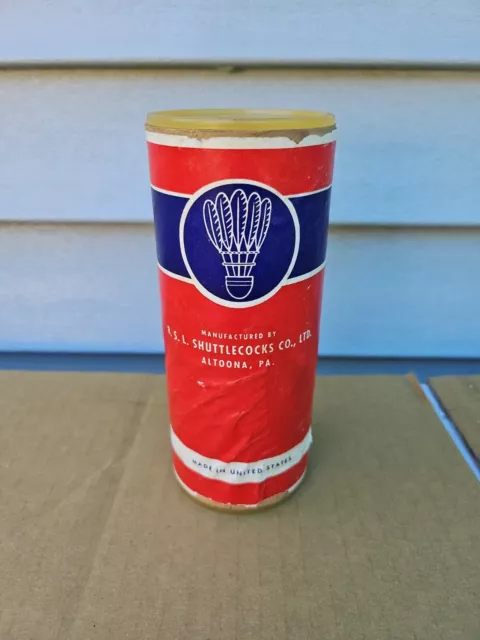 MANUFACTURED BY
R. S. L. SHUTTLECOCKS CO., LTD.
ALTOONA, PA.
MADE IN UNITED STATES